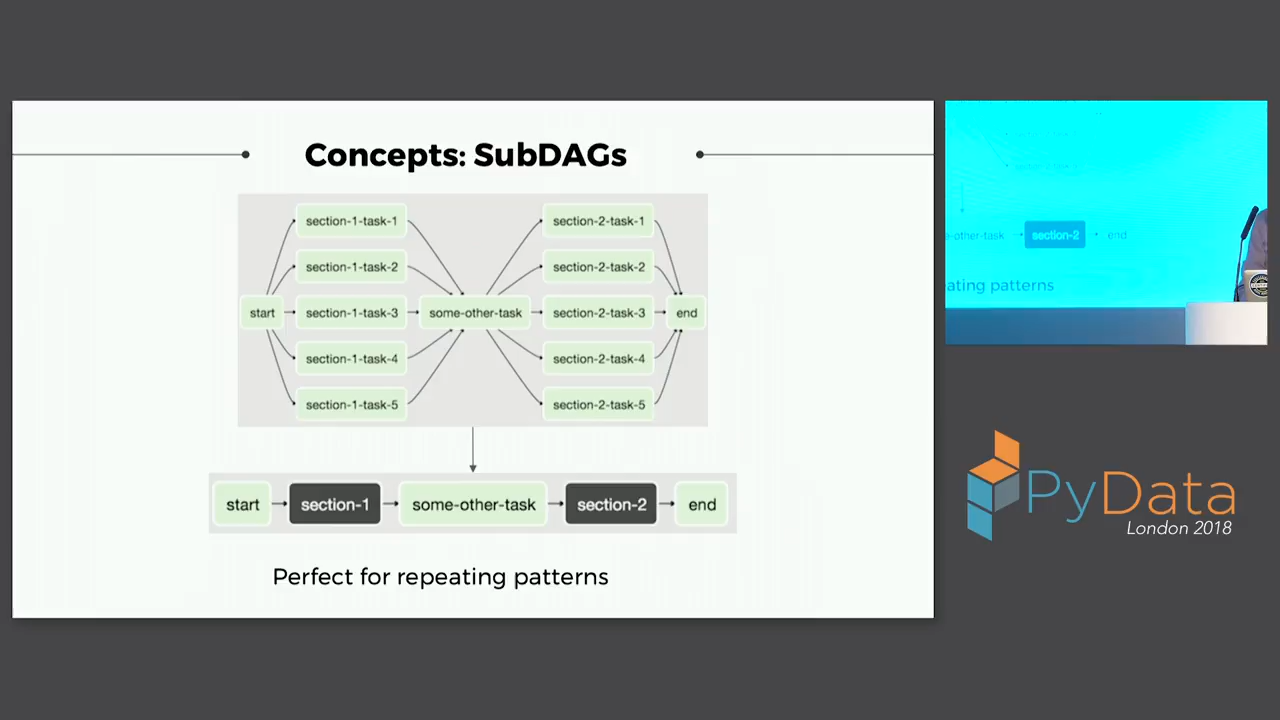 Concepts: SubDAGs
section-1-task-1
section-2-task-1
section-1-task-2
section-2-task-2
start
section-1-task-3
some-other-task
section-2-task-3
end
section-1-task-4
section-2-task-4
section-1-task-5
section-2-task-5
start
section-1
some-other-task
section-2
end
Perfect for repeating patterns
-other-task
section-2
end
ating patterns
PyData
London 2018